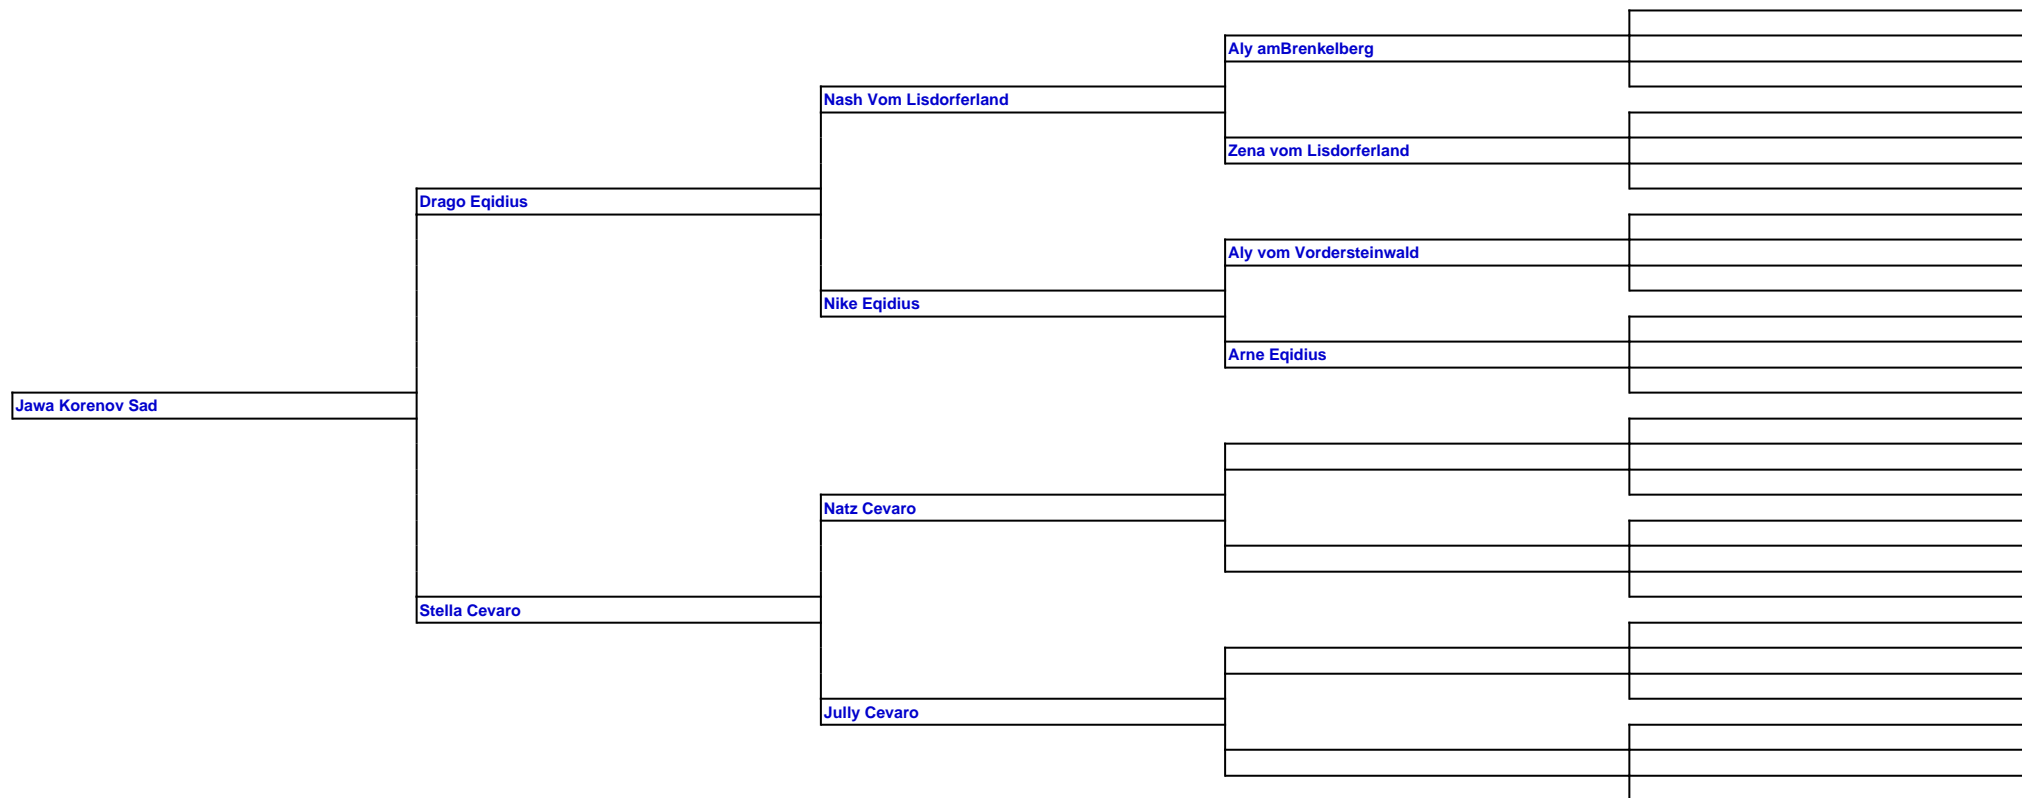 Aly amBrenkelberg
Nash Vom Lisdorferland
Zena vom Lisdorferland
Drago Eqidius
Aly vom Vordersteinwald
Nike Eqidius
Arne Eqidius
Jawa Korenov Sad
Natz Cevaro
Stella Cevaro
Jully Cevaro